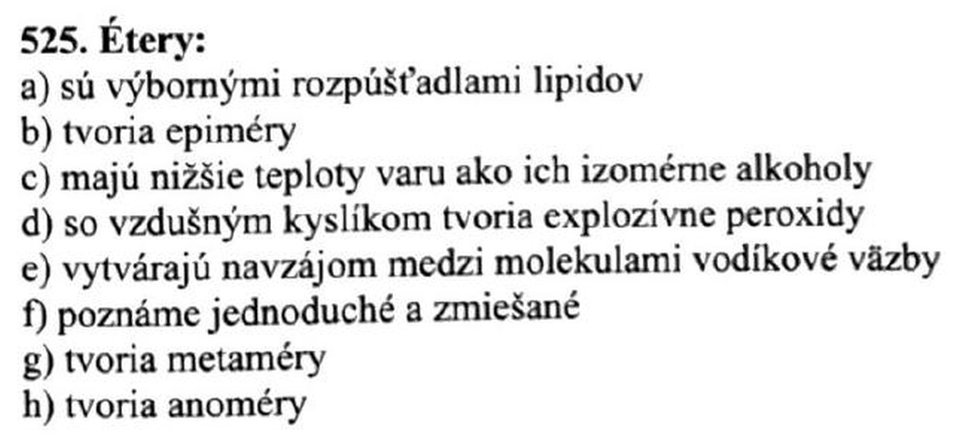 525. Étery:
a) sú výbornými rozpúšťadlami lipidov
b) tvoria epiméry
c) majú nižšie teploty varu ako ich izomérne alkoholy
d) so vzdušným kyslíkom tvoria explozívne peroxidy
e) vytvárajú navzájom medzi molekulami vodíkové väzby
f) poznáme jednoduché a zmiešané
g) tvoria metaméry
h) tvoria anoméry